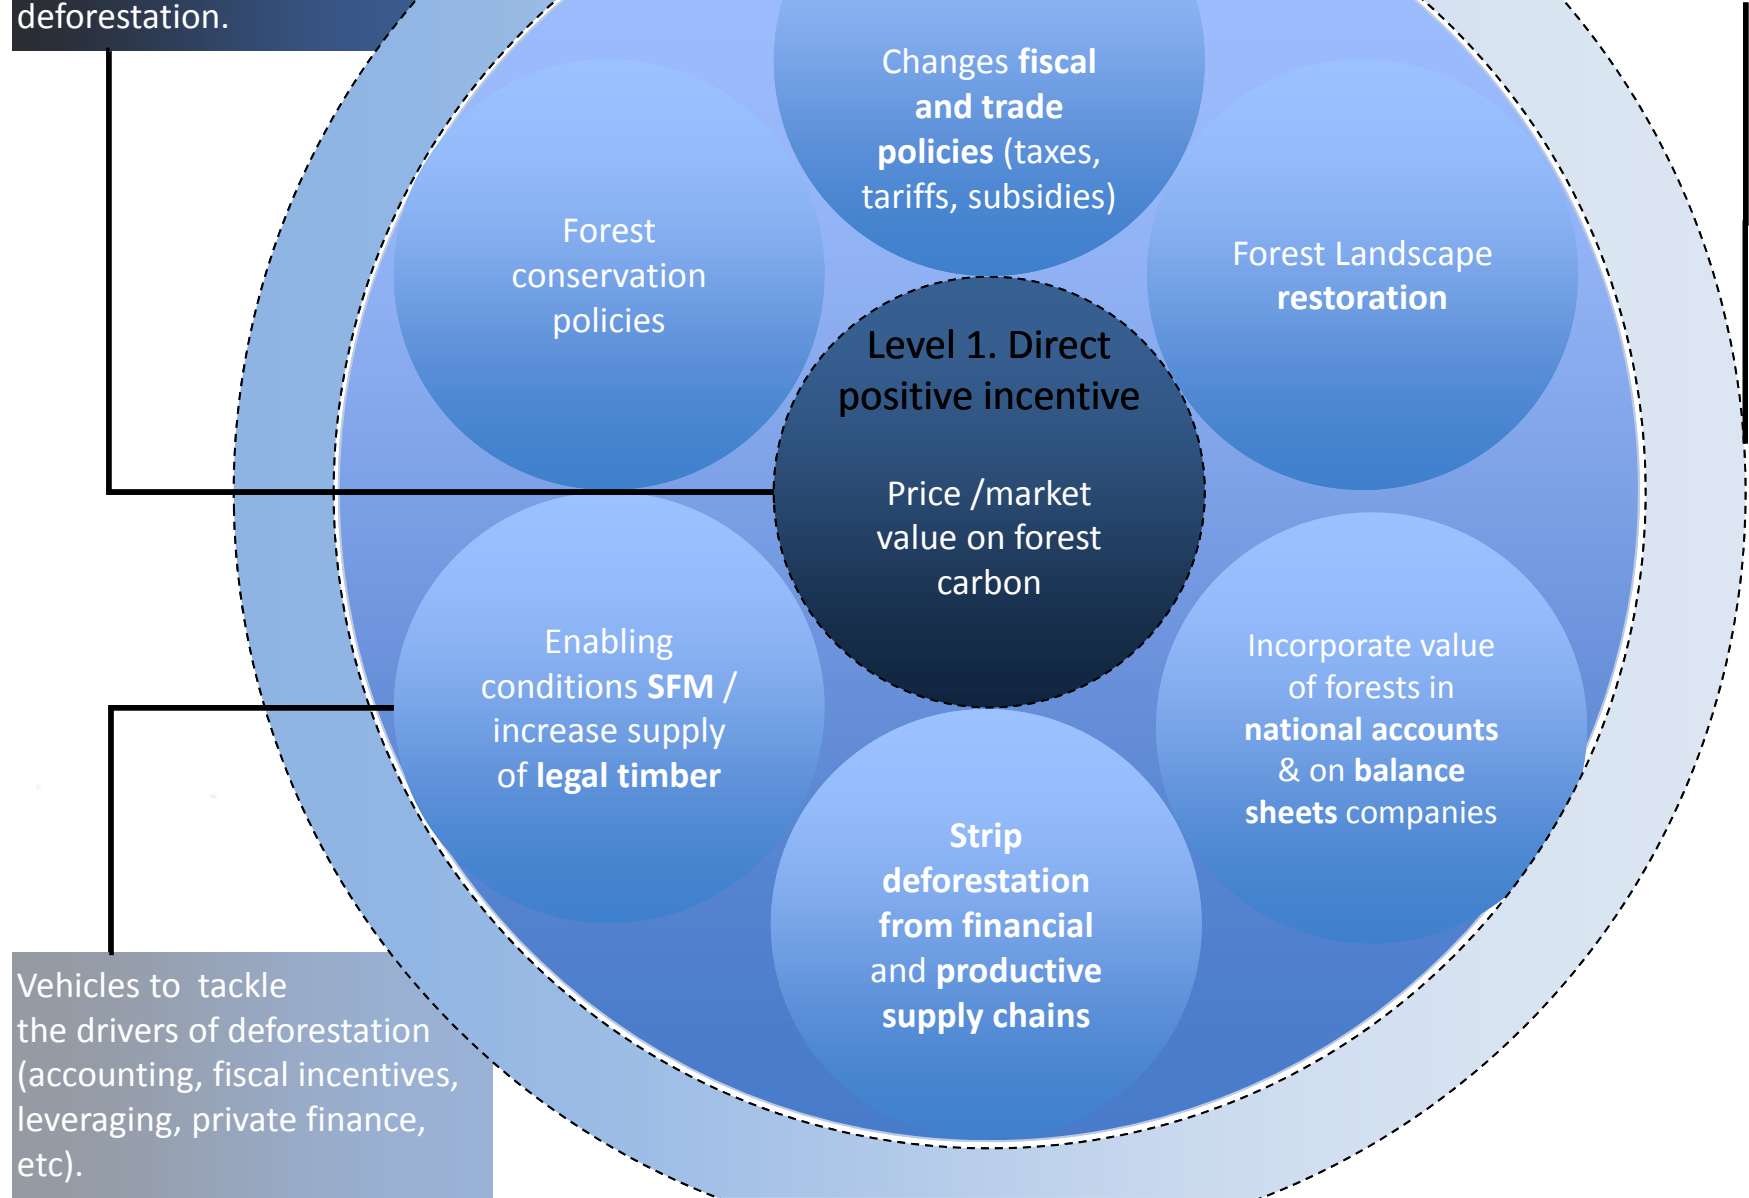 deforestation.
Changes fiscal
and trade
policies (taxes,
tariffs, subsidies)
Forest
conservation
policies
Forest Landscape
restoration
Level 1. Direct
positive incentive
Price /market
value on forest
carbon
Enabling
conditions SFM /
increase supply
of legal timber
Incorporate value
of forests in
national accounts
& on balance
sheets companies
Strip
deforestation
from financial
and productive
supply chains
Vehicles to  tackle
the drivers of deforestation
(accounting, fiscal incentives,
leveraging, private finance,
etc).